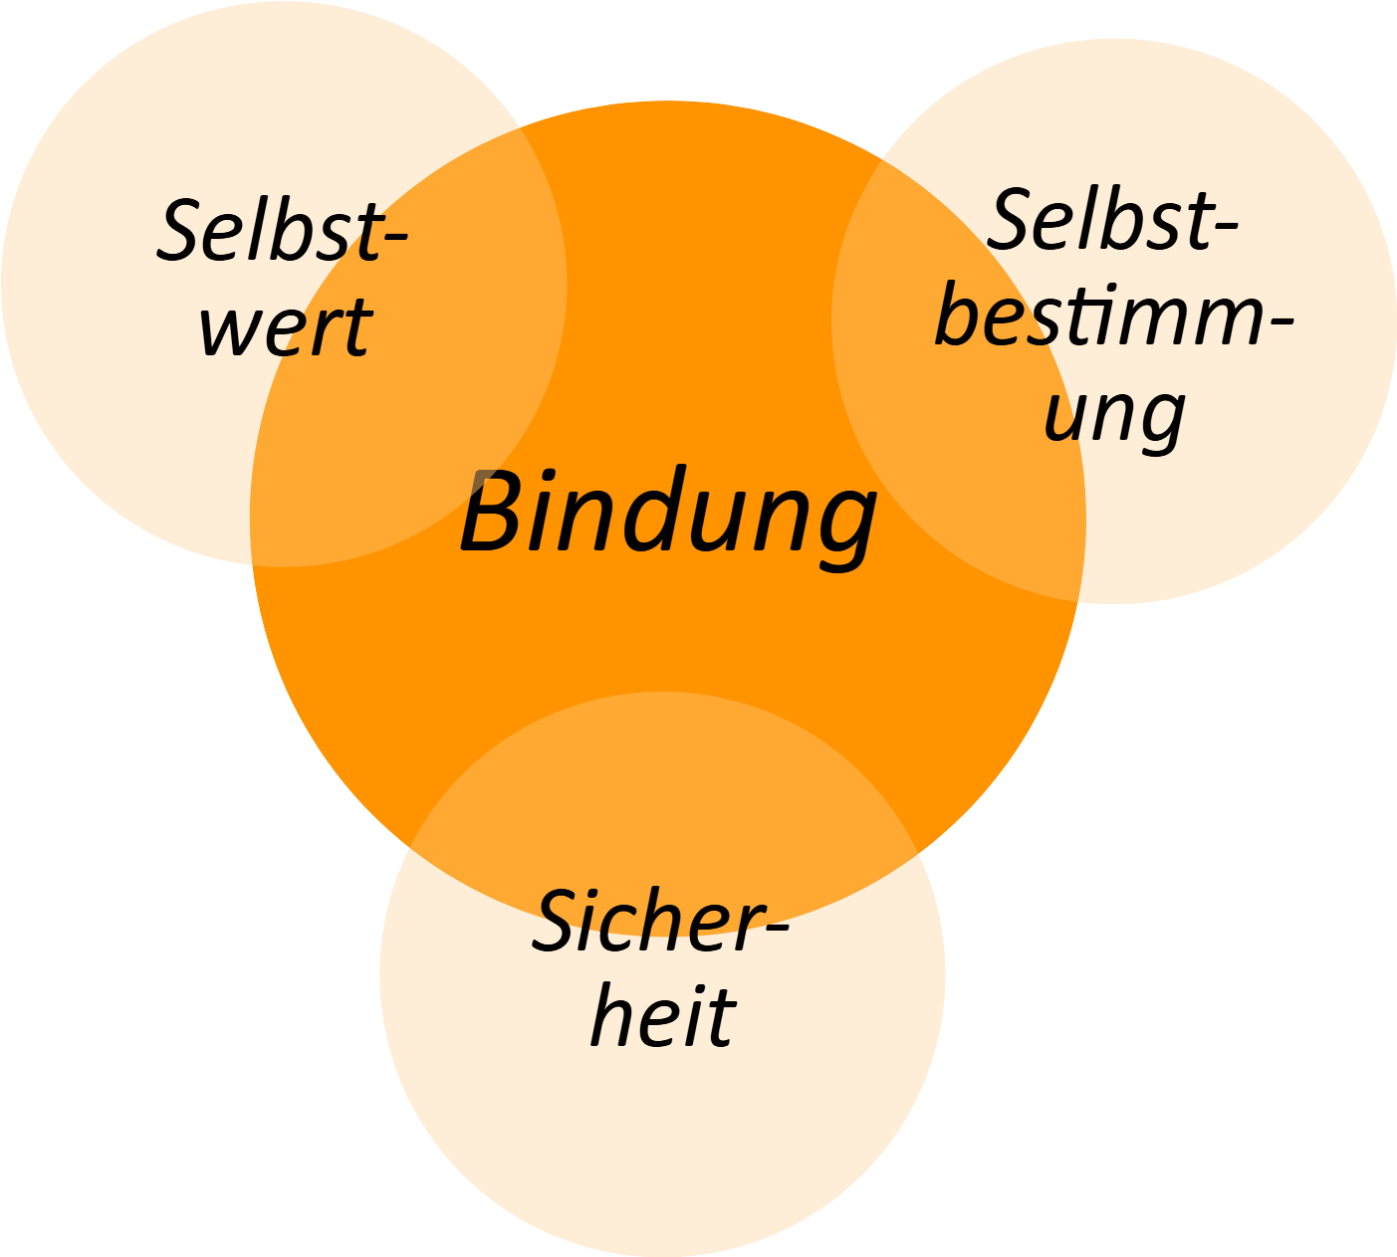 Selbst-
wert
Selbst-
bestimm-
ung
Bindung
Sicher-
heit